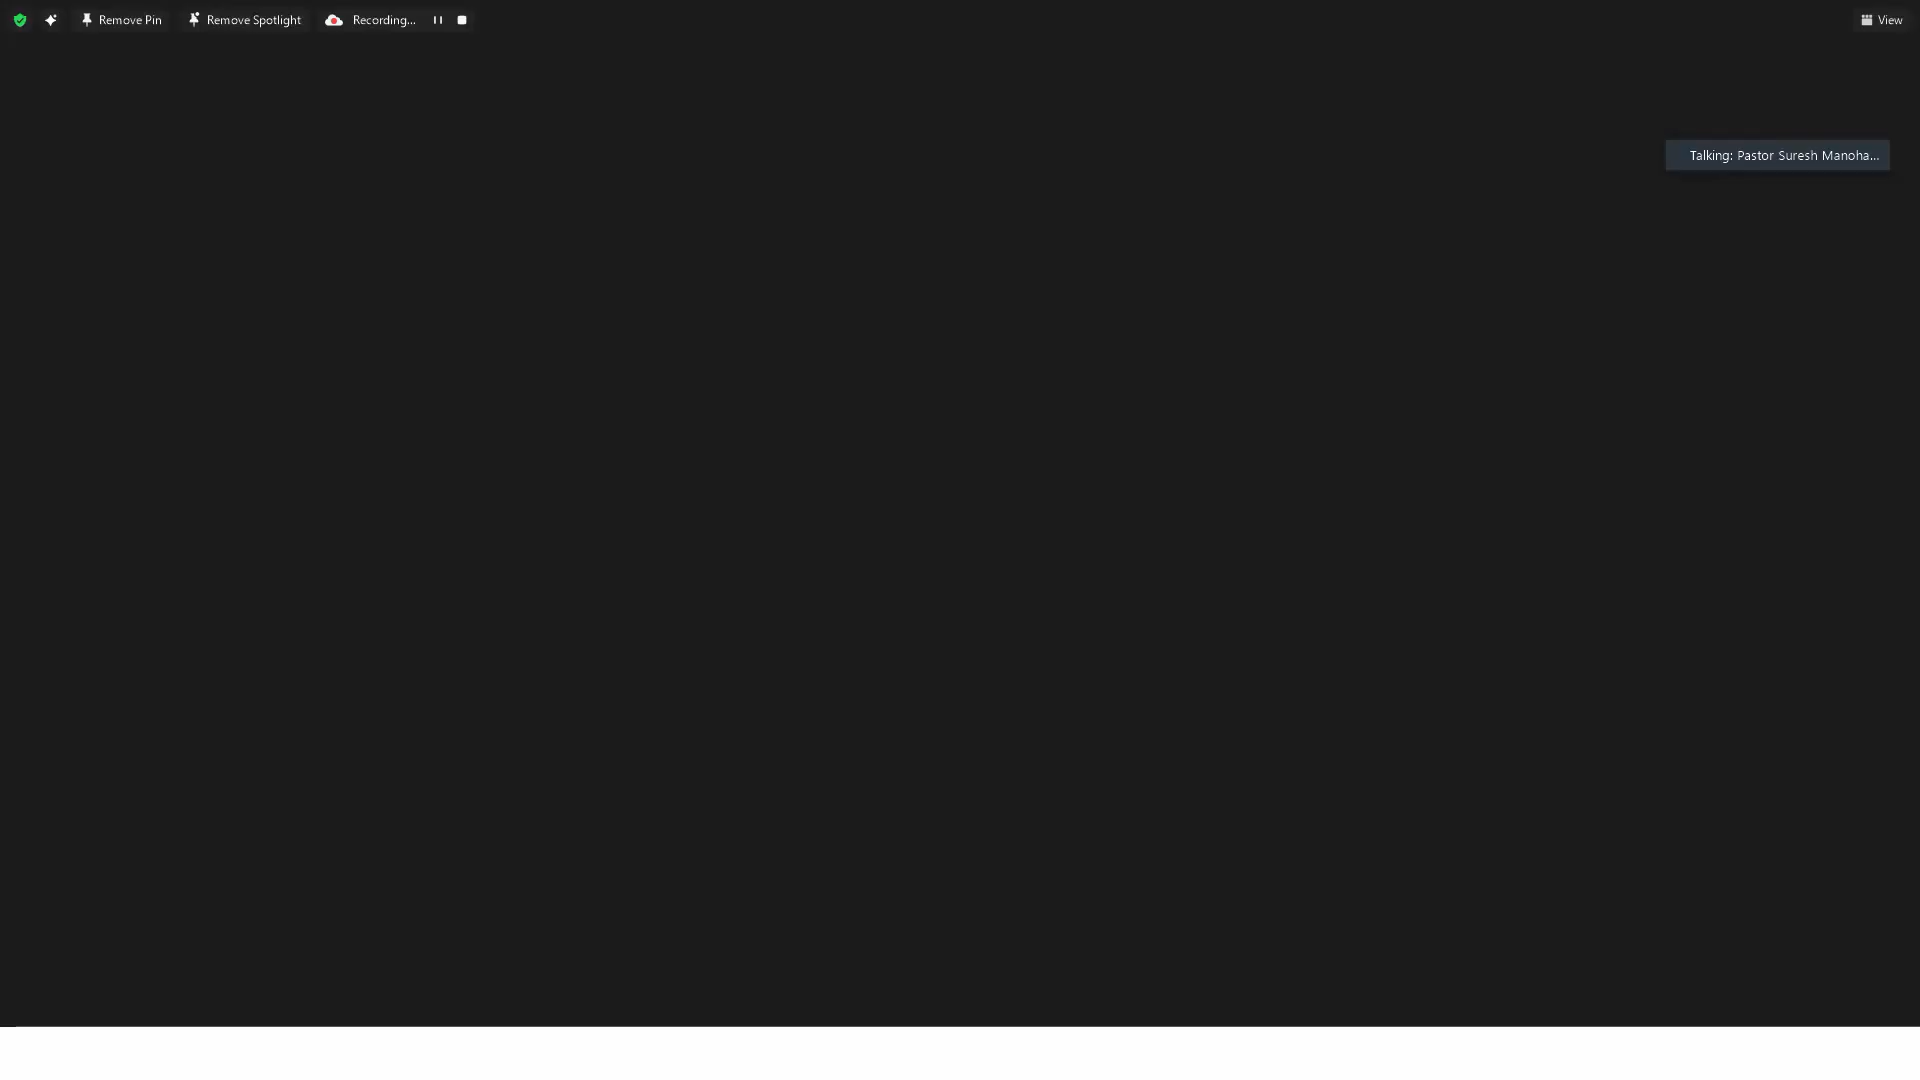 Remove Pin
Remove Spotlight
Recording...
View
Talking: Pastor Suresh Manoha...